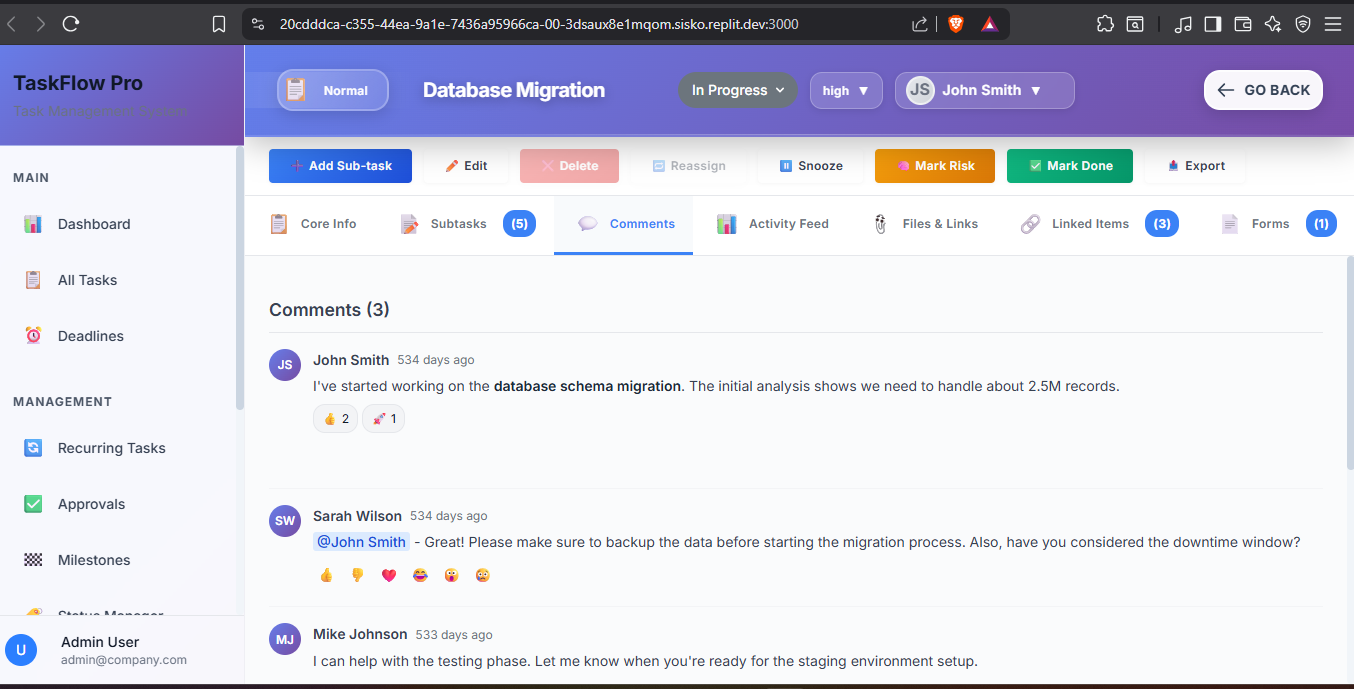 20cdddca-c355-44ea-9a1e-7436a95966ca-00-3dsaux8e1mqom.sisko.replit.dev:3000
TaskFlow Pro
Task Management System
Normal
Database Migration
In Progress
high ▼
JS John Smith ▼
← GO BACK
Add Sub-task
Edit
Delete
Reassign
Snooze
Mark Risk
Mark Done
Export
MAIN
Dashboard
All Tasks
Deadlines
MANAGEMENT
Recurring Tasks
Approvals
Milestones
Status Manager
U
Admin User
admin@company.com
Core Info
Subtasks (5)
Comments
Activity Feed
Files & Links
Linked Items (3)
Forms (1)
Comments (3)
JS
John Smith 534 days ago
I've started working on the database schema migration. The initial analysis shows we need to handle about 2.5M records.
👍 2 🚀 1
SW
Sarah Wilson 534 days ago
@John Smith - Great! Please make sure to backup the data before starting the migration process. Also, have you considered the downtime window?
MJ
Mike Johnson 533 days ago
I can help with the testing phase. Let me know when you're ready for the staging environment setup.